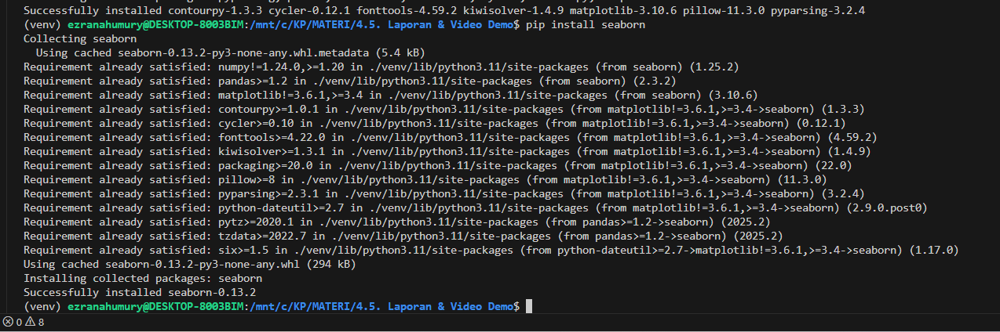 Successfully installed contourpy-1.3.3 cycler-0.12.1 fonttools-4.59.2 kiwisolver-1.4.9 matplotlib-3.10.6 pillow-11.3.0 pyparsing-3.2.4
(venv) ezranahumury@DESKTOP-8003BIM:/mnt/c/KP/MATERI/4.5. Laporan & Video Demo$ pip install seaborn
Collecting seaborn
  Using cached seaborn-0.13.2-py3-none-any.whl.metadata (5.4 kB)
Requirement already satisfied: numpy!=1.24.0,>=1.20 in ./venv/lib/python3.11/site-packages (from seaborn) (1.25.2)
Requirement already satisfied: pandas>=1.2 in ./venv/lib/python3.11/site-packages (from seaborn) (2.3.2)
Requirement already satisfied: matplotlib!=3.6.1,>=3.4 in ./venv/lib/python3.11/site-packages (from seaborn) (3.10.6)
Requirement already satisfied: contourpy>=1.0.1 in ./venv/lib/python3.11/site-packages (from matplotlib!=3.6.1,>=3.4->seaborn) (1.3.3)
Requirement already satisfied: cycler>=0.10 in ./venv/lib/python3.11/site-packages (from matplotlib!=3.6.1,>=3.4->seaborn) (0.12.1)
Requirement already satisfied: fonttools>=4.22.0 in ./venv/lib/python3.11/site-packages (from matplotlib!=3.6.1,>=3.4->seaborn) (4.59.2)
Requirement already satisfied: kiwisolver>=1.3.1 in ./venv/lib/python3.11/site-packages (from matplotlib!=3.6.1,>=3.4->seaborn) (1.4.9)
Requirement already satisfied: packaging>=20.0 in ./venv/lib/python3.11/site-packages (from matplotlib!=3.6.1,>=3.4->seaborn) (22.0)
Requirement already satisfied: pillow>=8 in ./venv/lib/python3.11/site-packages (from matplotlib!=3.6.1,>=3.4->seaborn) (11.3.0)
Requirement already satisfied: pyparsing>=2.3.1 in ./venv/lib/python3.11/site-packages (from matplotlib!=3.6.1,>=3.4->seaborn) (3.2.4)
Requirement already satisfied: python-dateutil>=2.7 in ./venv/lib/python3.11/site-packages (from matplotlib!=3.6.1,>=3.4->seaborn) (2.9.0.post0)
Requirement already satisfied: pytz>=2020.1 in ./venv/lib/python3.11/site-packages (from pandas>=1.2->seaborn) (2025.2)
Requirement already satisfied: tzdata>=2022.7 in ./venv/lib/python3.11/site-packages (from pandas>=1.2->seaborn) (2025.2)
Requirement already satisfied: six>=1.5 in ./venv/lib/python3.11/site-packages (from python-dateutil>=2.7->matplotlib!=3.6.1,>=3.4->seaborn) (1.17.0)
Using cached seaborn-0.13.2-py3-none-any.whl (294 kB)
Installing collected packages: seaborn
Successfully installed seaborn-0.13.2
(venv) ezranahumury@DESKTOP-8003BIM:/mnt/c/KP/MATERI/4.5. Laporan & Video Demo$
0 8